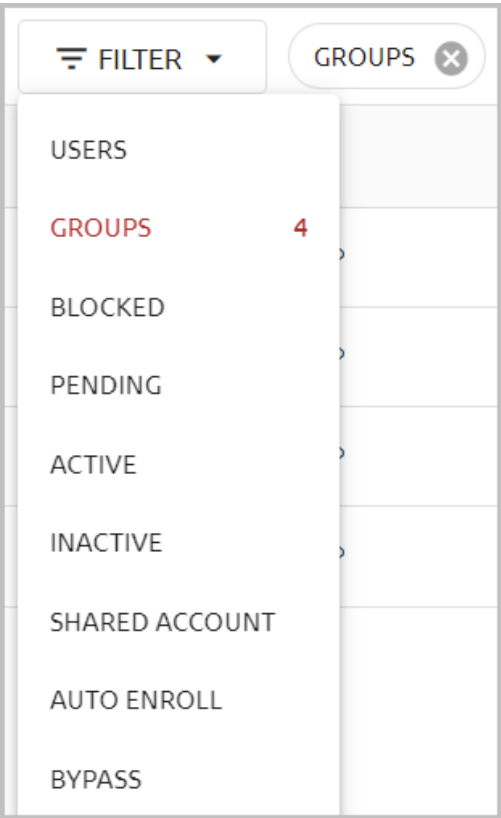 FILTER
GROUPS
USERS
GROUPS 4
BLOCKED
PENDING
ACTIVE
INACTIVE
SHARED ACCOUNT
AUTO ENROLL
BYPASS